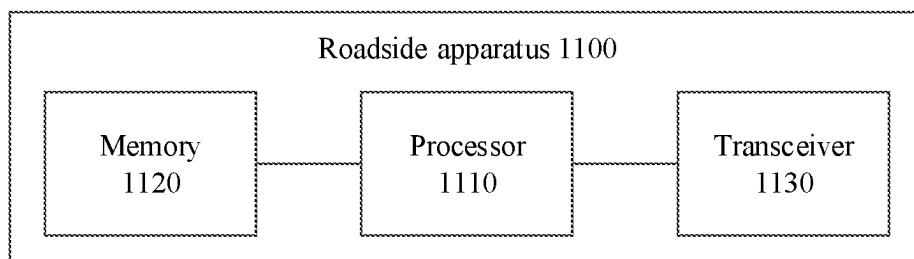 Roadside apparatus 1100
Memory
1120
Processor
1110
Transceiver
1130